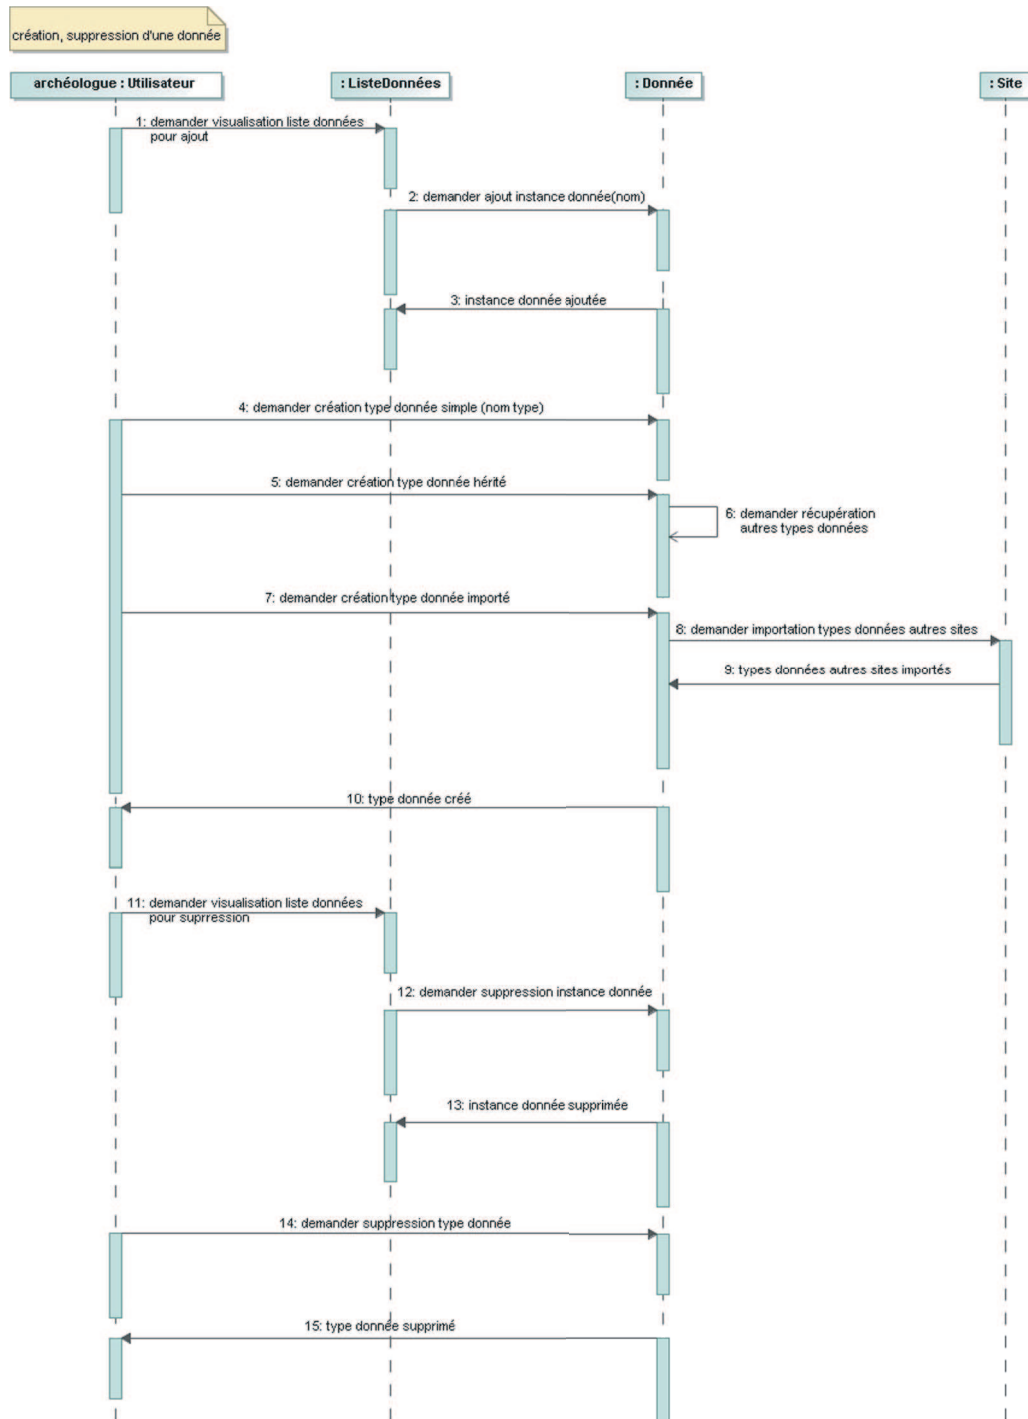 création, suppression d'une donnée
archéologue : Utilisateur
: ListeDonnées
: Donnée
: Site
1: demander visualisation liste données
pour ajout
2: demander ajout instance donnée(nom)
3: instance donnée ajoutée
4: demander création type donnée simple (nom type)
5: demander création type donnée hérité
6: demander récupération
autres types données
7: demander création type donnée importé
8: demander importation types données autres sites
9: types données autres sites importés
10: type donnée créé
11: demander visualisation liste données
pour suprression
12: demander suppression instance donnée
13: instance donnée supprimée
14: demander suppression type donnée
15: type donnée supprimé